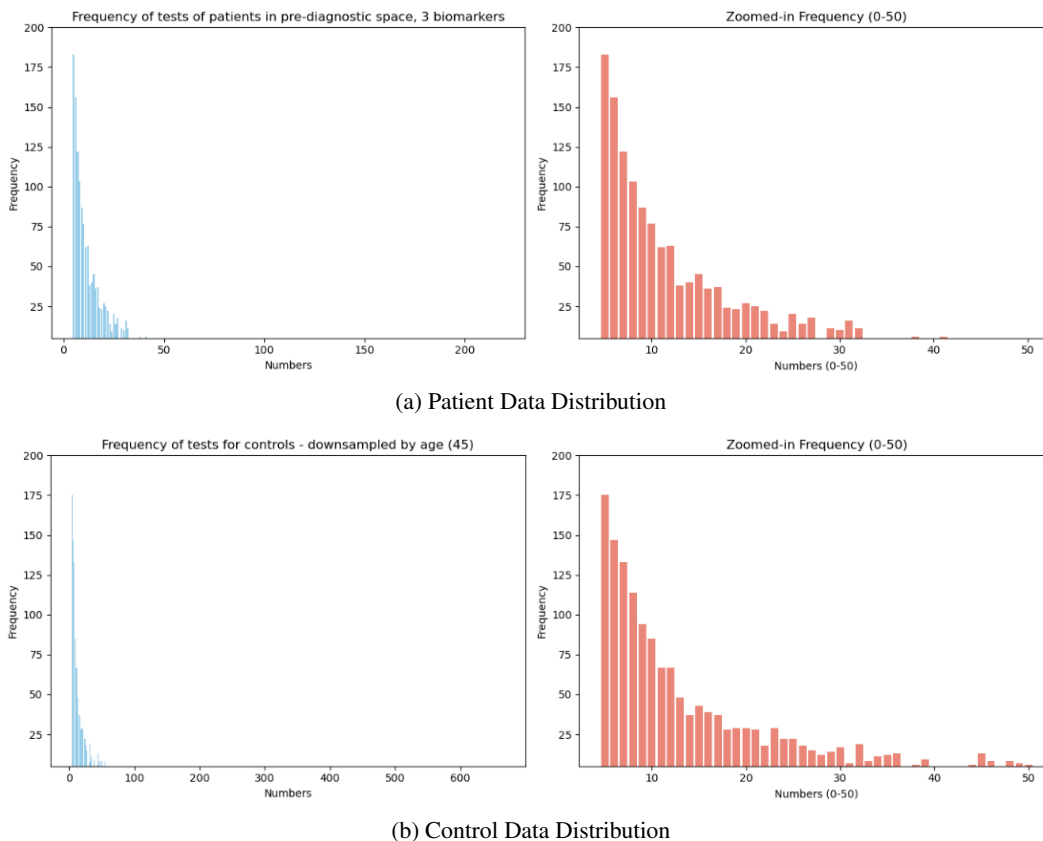 Frequency of tests of patients in pre-diagnostic space, 3 biomarkers
200
175
150
125
100
75
50
25
Frequency
0 50 100 150 200
Numbers
Zoomed-in Frequency (0-50)
200
175
150
125
100
75
50
25
Frequency
10 20 30 40 50
Numbers (0-50)
(a) Patient Data Distribution
Frequency of tests for controls - downsampled by age (45)
200
175
150
125
100
75
50
25
Frequency
0 100 200 300 400 500 600
Numbers
Zoomed-in Frequency (0-50)
200
175
150
125
100
75
50
25
Frequency
10 20 30 40 50
Numbers (0-50)
(b) Control Data Distribution